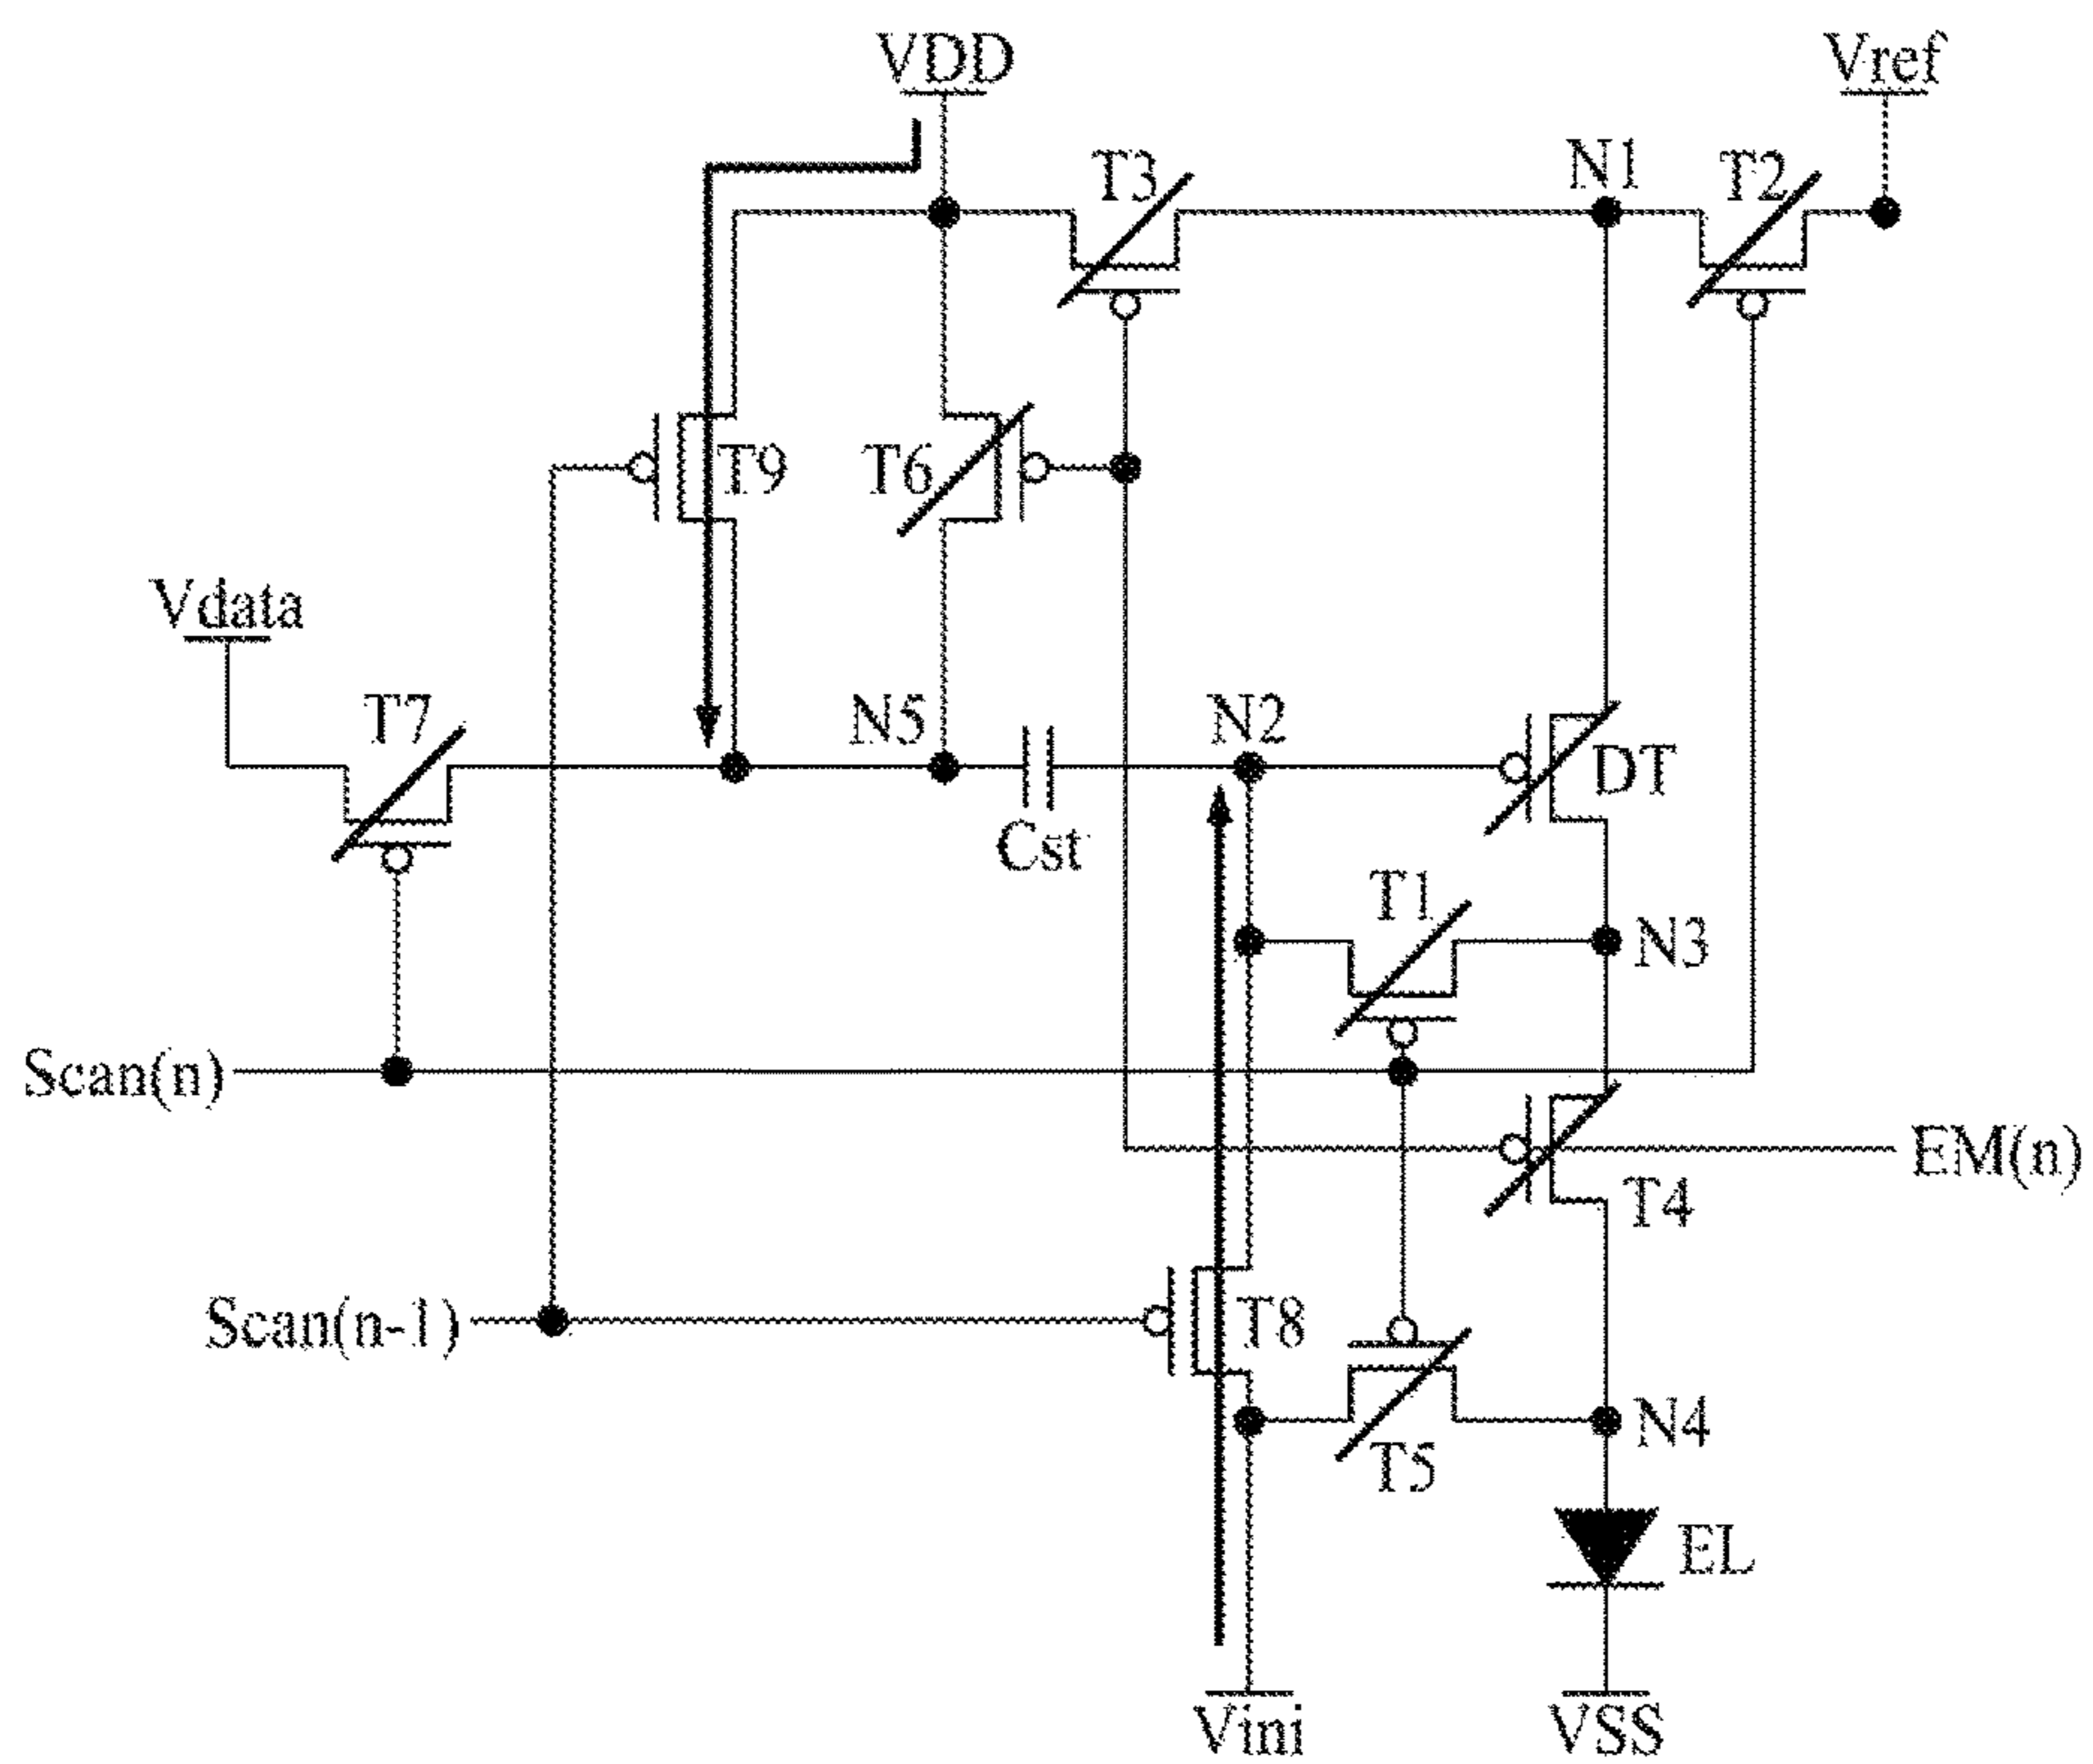 VDD
Vref
T3
N1
T2
T9
T6
Vdata
T7
N5
N2
DT
Cst
T1
N3
Scan(n)
EM(n)
T4
Scan(n-1)
T8
N4
T5
EL
Vini
VSS